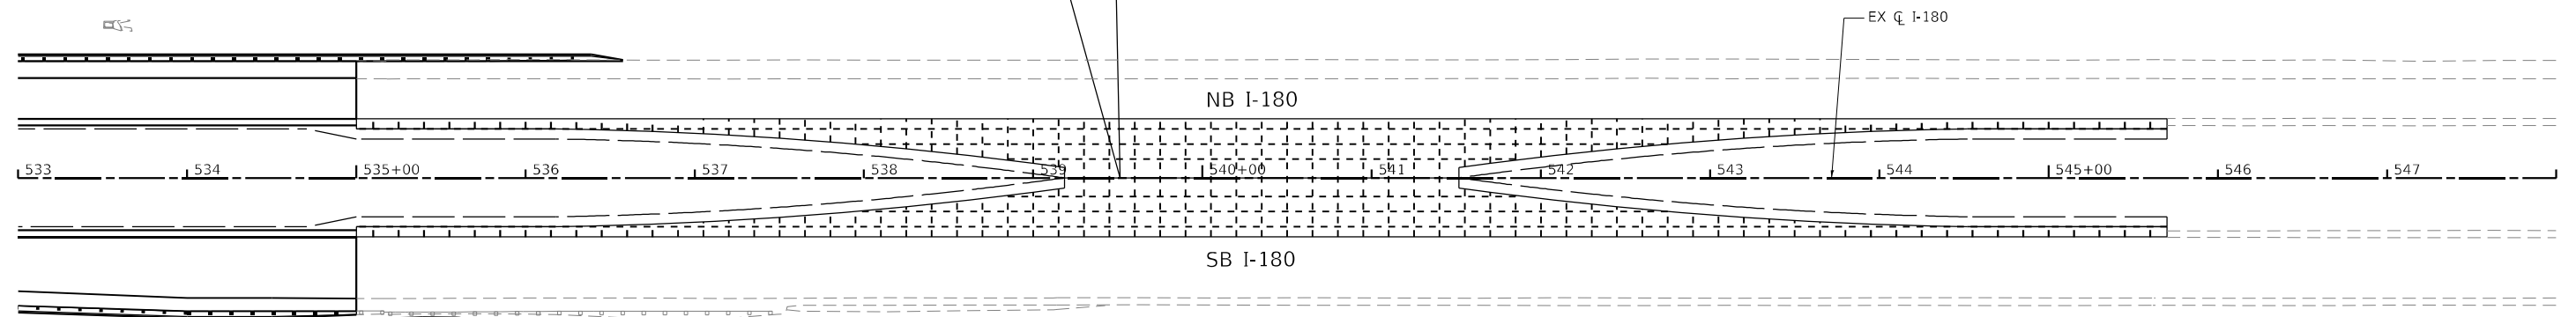 EX ℄ I-180
NB I-180
533 534 535+00 536 537 538 539 540+00 541 542 543 544 545+00 546 547
SB I-180